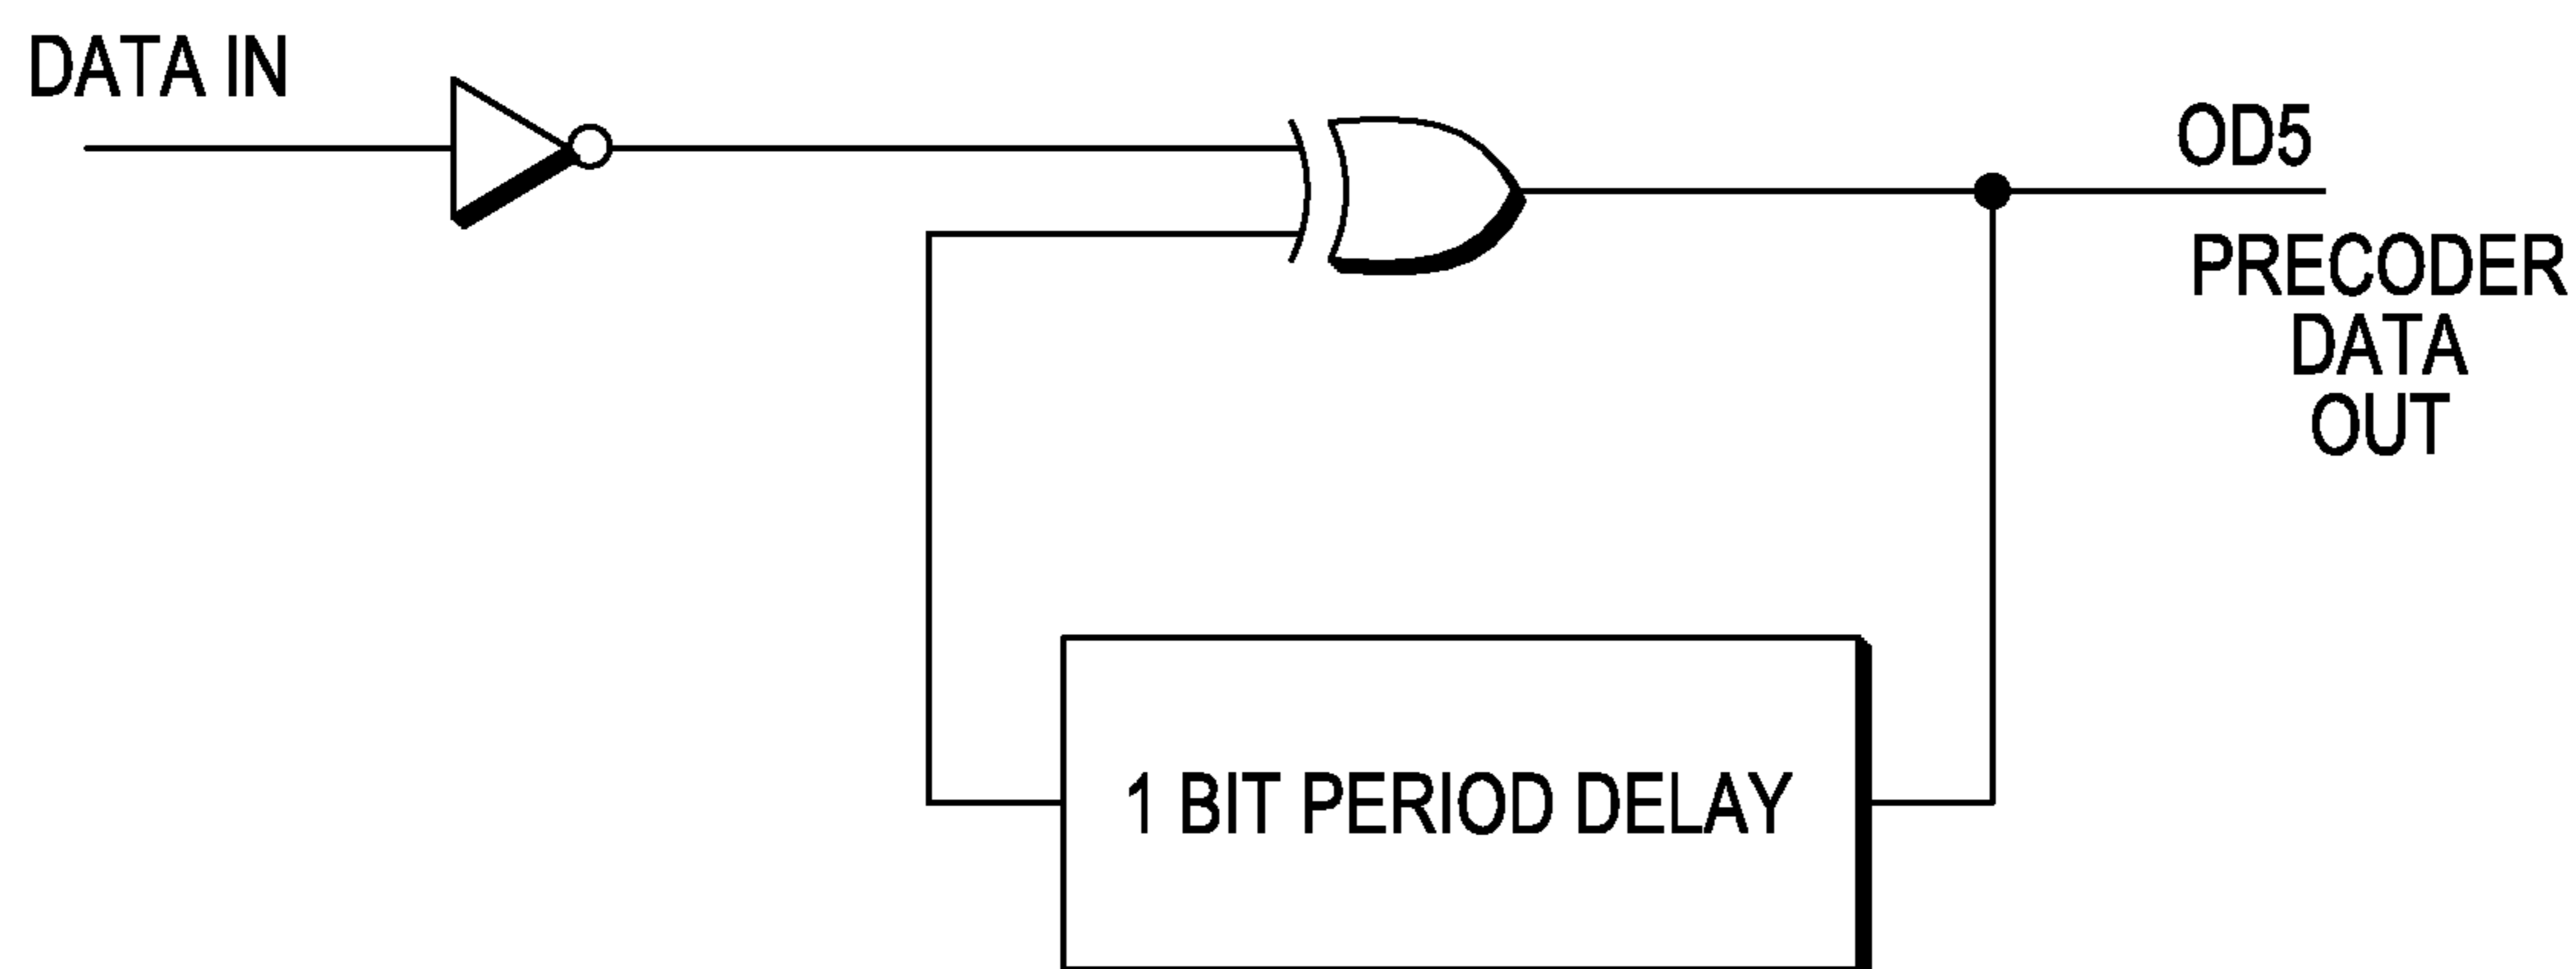 DATA IN
OD5
PRECODER
DATA
OUT
1 BIT PERIOD DELAY